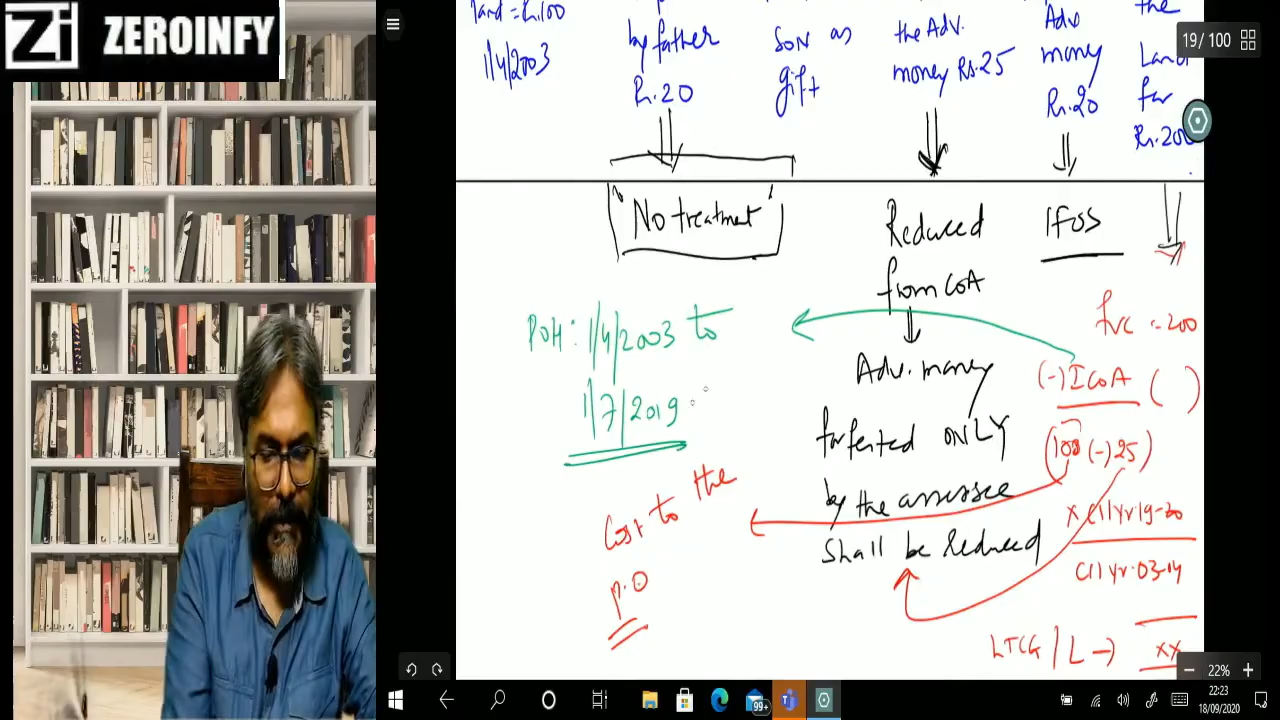 Zi ZEROINFY
19 / 100
land = Rs.100
1/4/2003
by father
Rs.20
Son as
gift
the Adv.
money Rs.25
Adv
money
Rs.20
the
Land
for
Rs.200
"No treatment"
Reduced
from CoA
Adv. money
forfeited ONLY
by the assessee
Shall be Reduced
IFOS
POH: 1/4/2003 to
1/7/2019
Cost to the
P.O
fvc = 200
(-) ICoA ( )
(100 (-) 25)
x CII yr 19-20
CII yr. 03-04
LTCG / L → xx
22%
99+
22:23
18/09/2020